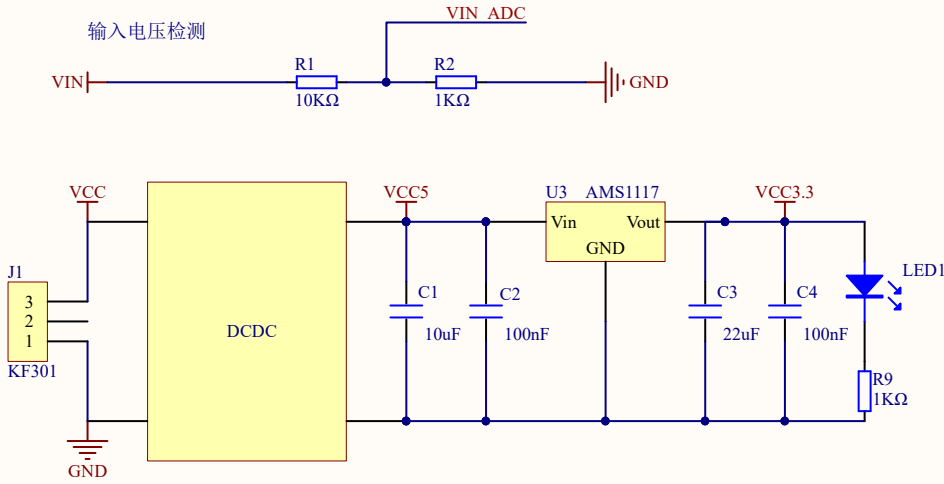 VIN_ADC
输入电压检测
VIN
R1
10KΩ
R2
1KΩ
GND
VCC
VCC5
U3 AMS1117
VCC3.3
Vin Vout
GND
J1
3
2
1
KF301
DCDC
C1
10uF
C2
100nF
C3
22uF
C4
100nF
LED1
R9
1KΩ
GND